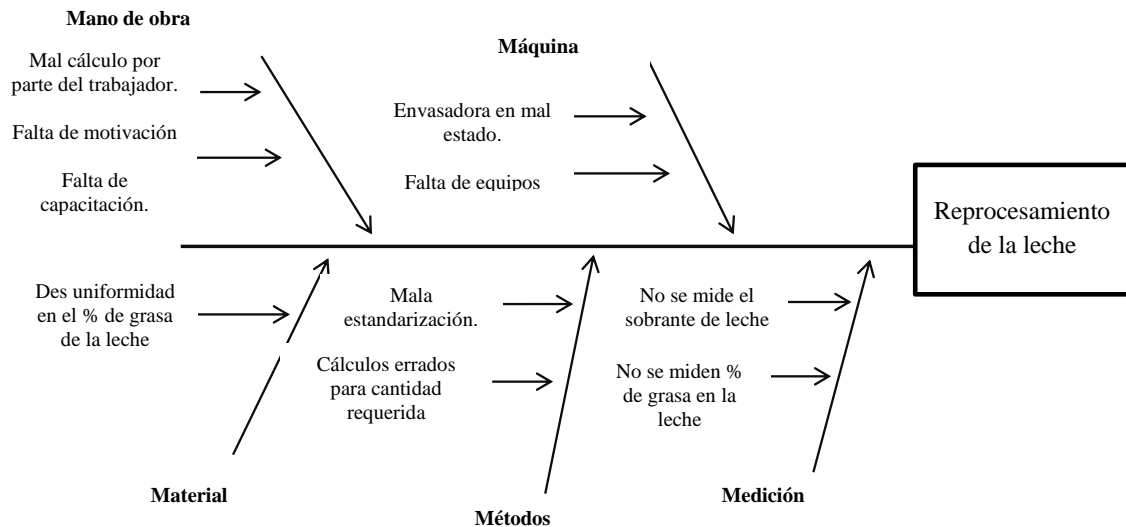 Mano de obra
Mal cálculo por
parte del trabajador.
Falta de motivación
Falta de
capacitación.
Máquina
Envasadora en mal
estado.
Falta de equipos
Reprocesamiento
de la leche
Des uniformidad
en el % de grasa
de la leche
Material
Mala
estandarización.
Cálculos errados
para cantidad
requerida
Métodos
No se mide el
sobrante de leche
No se miden %
de grasa en la
leche
Medición